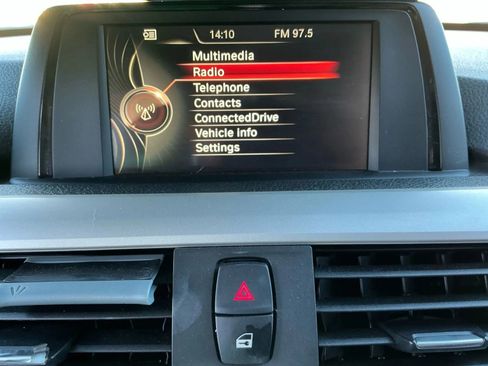 14:10 FM 97.5
Multimedia
Radio
Telephone
Contacts
ConnectedDrive
Vehicle info
Settings